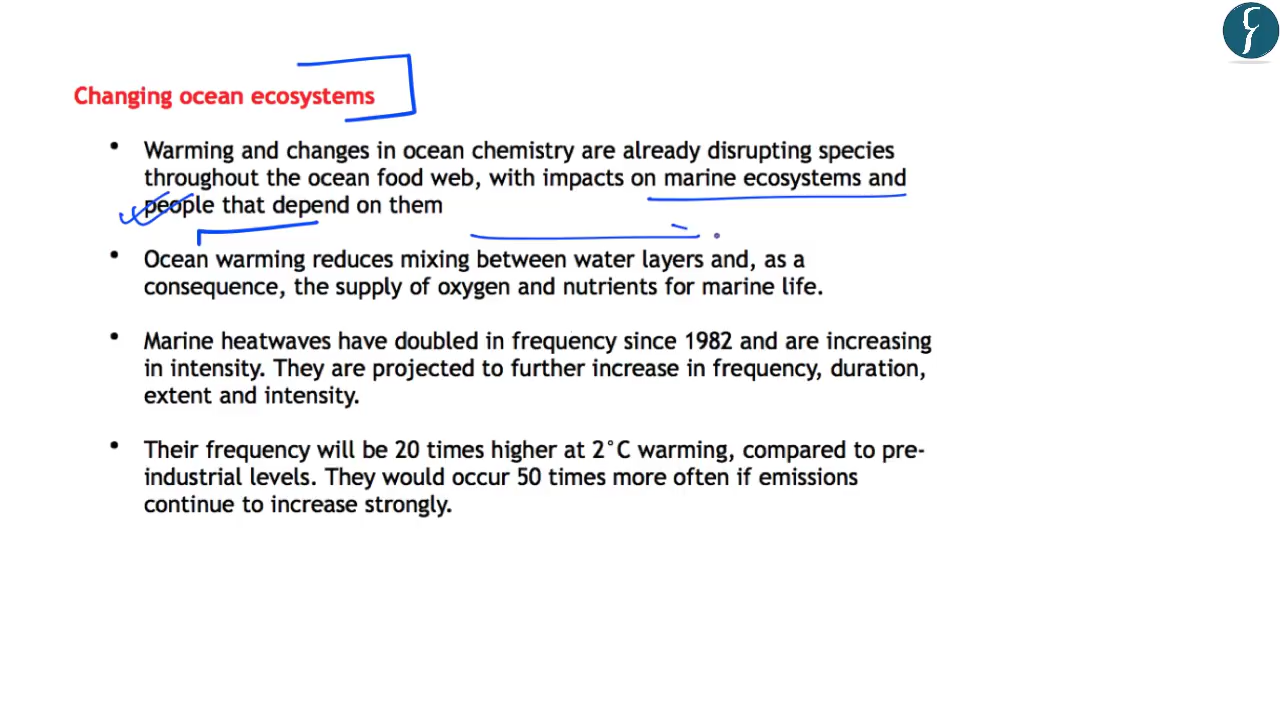 Changing ocean ecosystems
• Warming and changes in ocean chemistry are already disrupting species
throughout the ocean food web, with impacts on marine ecosystems and
people that depend on them
• Ocean warming reduces mixing between water layers and, as a
consequence, the supply of oxygen and nutrients for marine life.
• Marine heatwaves have doubled in frequency since 1982 and are increasing
in intensity. They are projected to further increase in frequency, duration,
extent and intensity.
• Their frequency will be 20 times higher at 2°C warming, compared to pre-
industrial levels. They would occur 50 times more often if emissions
continue to increase strongly.